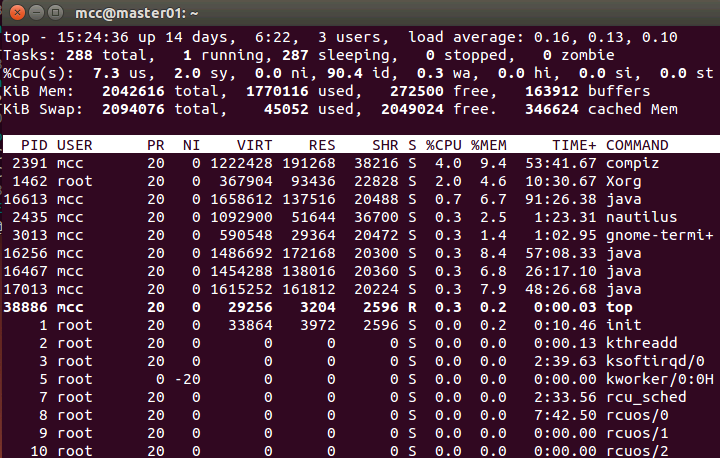 mcc@master01: ~
top - 15:24:36 up 14 days,  6:22,  3 users,  load average: 0.16, 0.13, 0.10
Tasks: 288 total,   1 running, 287 sleeping,   0 stopped,   0 zombie
%Cpu(s):  7.3 us,  2.0 sy,  0.0 ni, 90.4 id,  0.3 wa,  0.0 hi,  0.0 si,  0.0 st
KiB Mem:   2042616 total,  1770116 used,   272500 free,   163912 buffers
KiB Swap:  2094076 total,    45052 used,  2049024 free.   346624 cached Mem
PID USER      PR  NI    VIRT    RES    SHR S %CPU %MEM     TIME+ COMMAND
2391 mcc       20   0 1222428 191268  38216 S  4.0  9.4  53:41.67 compiz
1462 root      20   0  367904  93436  22828 S  2.0  4.6  10:30.67 Xorg
16613 mcc       20   0 1658612 137516  20488 S  0.7  6.7  91:26.38 java
2435 mcc       20   0 1092900  51644  36700 S  0.3  2.5   1:23.31 nautilus
3013 mcc       20   0  590548  29364  20472 S  0.3  1.4   1:02.95 gnome-termi+
16256 mcc       20   0 1486692 172168  20300 S  0.3  8.4  57:08.33 java
16467 mcc       20   0 1454288 138016  20360 S  0.3  6.8  26:17.10 java
17013 mcc       20   0 1615252 161812  20224 S  0.3  7.9  48:26.68 java
38886 mcc       20   0   29256   3204   2596 R  0.3  0.2   0:00.03 top
1 root      20   0   33864   3972   2596 S  0.0  0.2   0:10.46 init
2 root      20   0       0      0      0 S  0.0  0.0   0:00.13 kthreadd
3 root      20   0       0      0      0 S  0.0  0.0   2:39.63 ksoftirqd/0
5 root       0 -20       0      0      0 S  0.0  0.0   0:00.00 kworker/0:0H
7 root      20   0       0      0      0 S  0.0  0.0   2:33.56 rcu_sched
8 root      20   0       0      0      0 S  0.0  0.0   7:42.50 rcuos/0
9 root      20   0       0      0      0 S  0.0  0.0   0:00.00 rcuos/1
10 root      20   0       0      0      0 S  0.0  0.0   0:00.00 rcuos/2